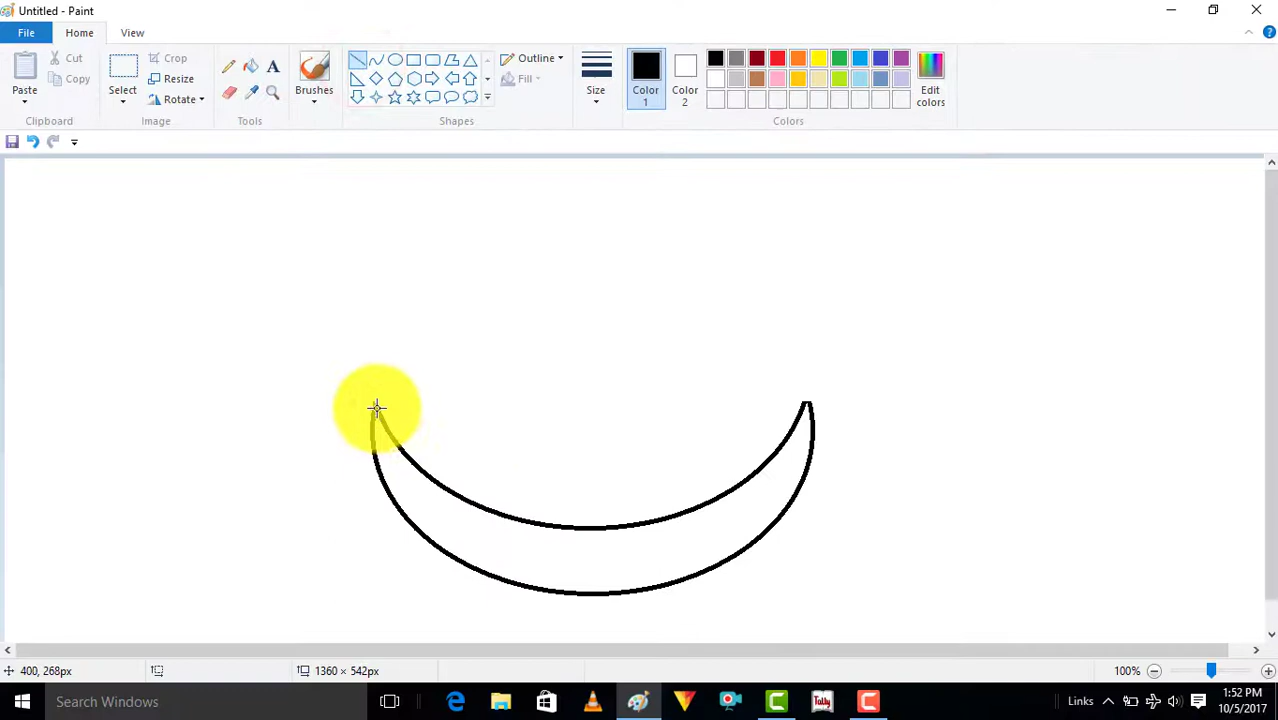 Untitled - Paint
File
Home
View
Paste
Cut
Copy
Clipboard
Select
Crop
Resize
Rotate
Image
A
Tools
Brushes
Outline
Fill
Shapes
Size
Color
1
Color
2
Edit
colors
Colors
400, 268px
1360 × 542px
100%
Search Windows
Tally
Links
1:52 PM
10/5/2017